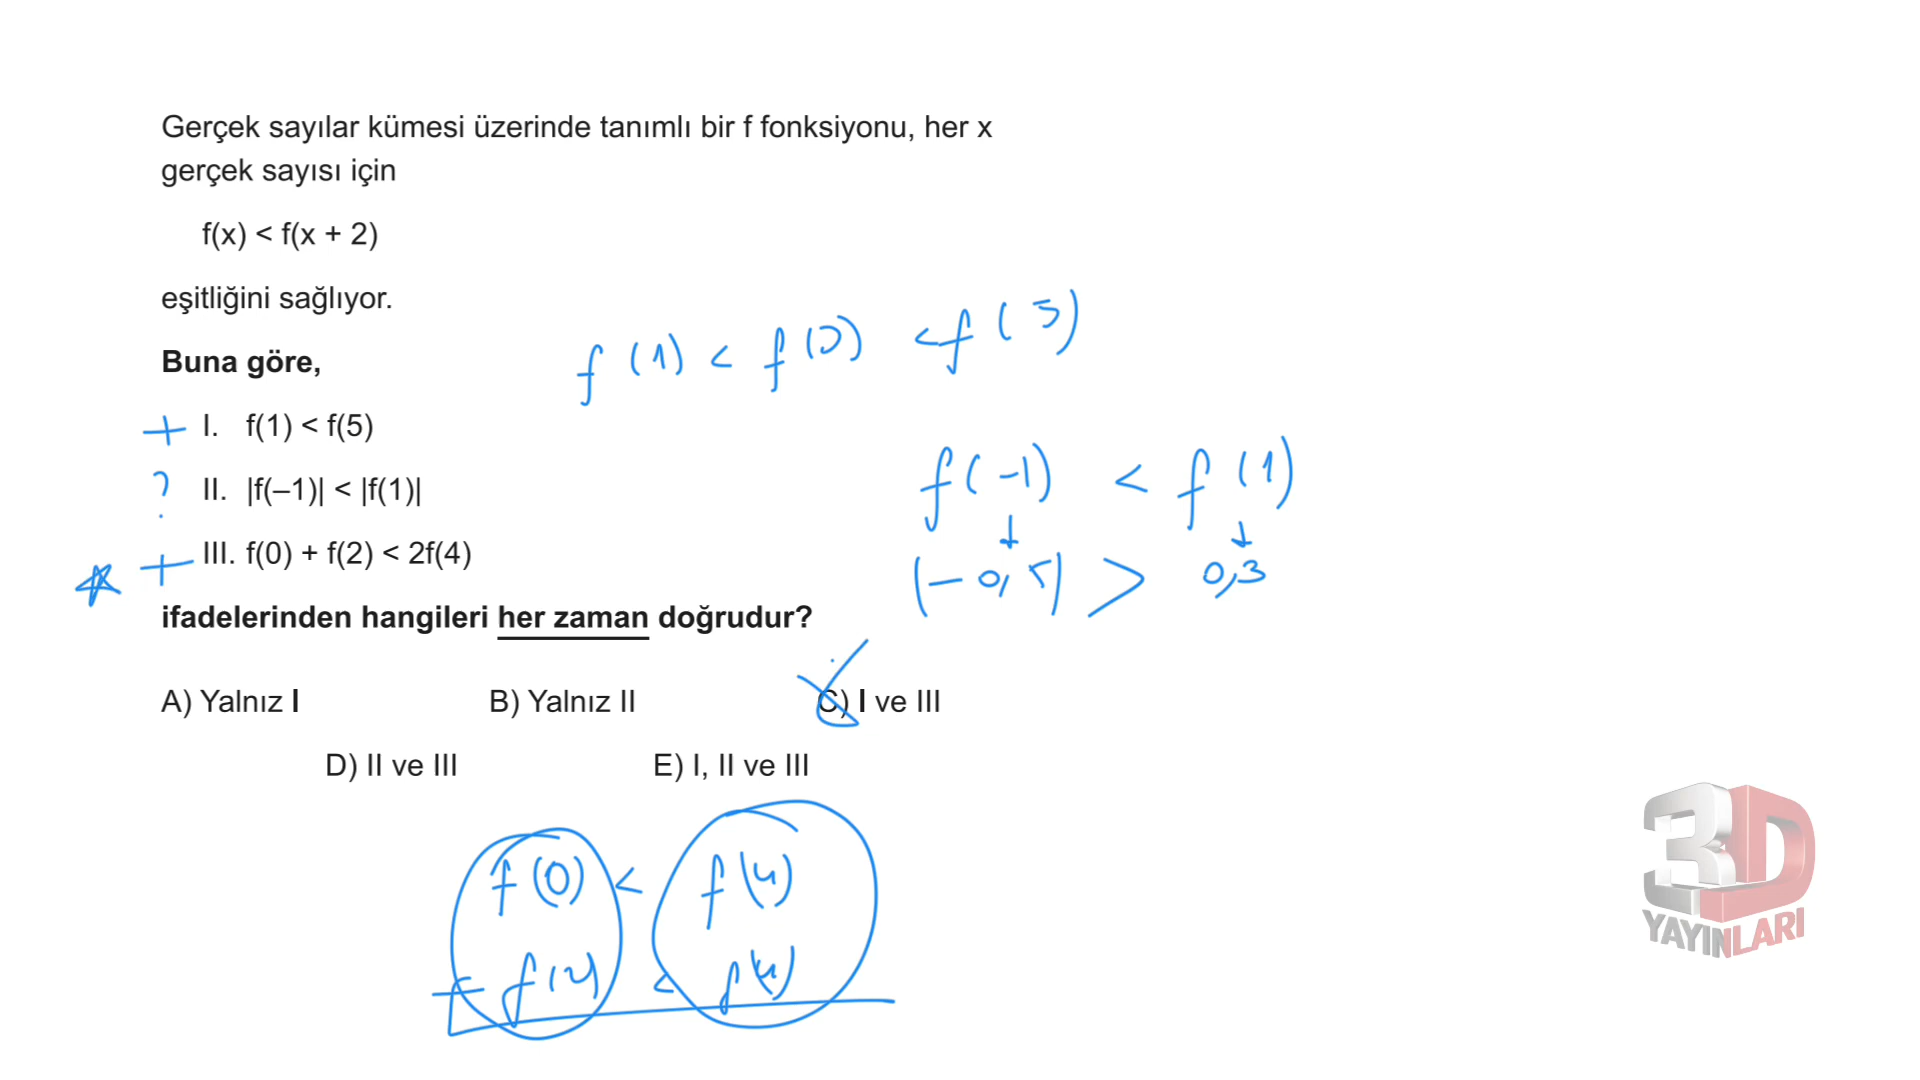 Gerçek sayılar kümesi üzerinde tanımlı bir f fonksiyonu, her x
gerçek sayısı için
f(x) < f(x + 2)
eşitliğini sağlıyor.
f(1) < f(3) < f(5)
Buna göre,
+ I. f(1) < f(5)
? II. |f(–1)| < |f(1)|
+ III. f(0) + f(2) < 2f(4)
f(-1) < f(1)
|-0,5| > 0,3
ifadelerinden hangileri her zaman doğrudur?
A) Yalnız I B) Yalnız II C) I ve III
D) II ve III E) I, II ve III
f(0) < f(4)
+ f(2) < f(4)
3D
YAYINLARI